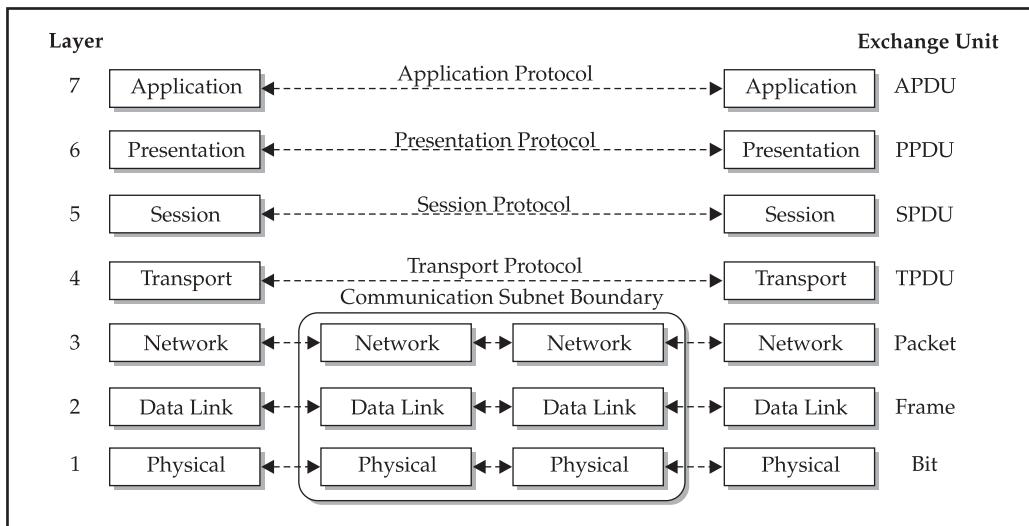 Layer Exchange Unit
Application Protocol
7 Application Application APDU
Presentation Protocol
6 Presentation Presentation PPDU
Session Protocol
5 Session Session SPDU
Transport Protocol
4 Transport Transport TPDU
Communication Subnet Boundary
3 Network Network Network Network Packet
2 Data Link Data Link Data Link Data Link Frame
1 Physical Physical Physical Physical Bit